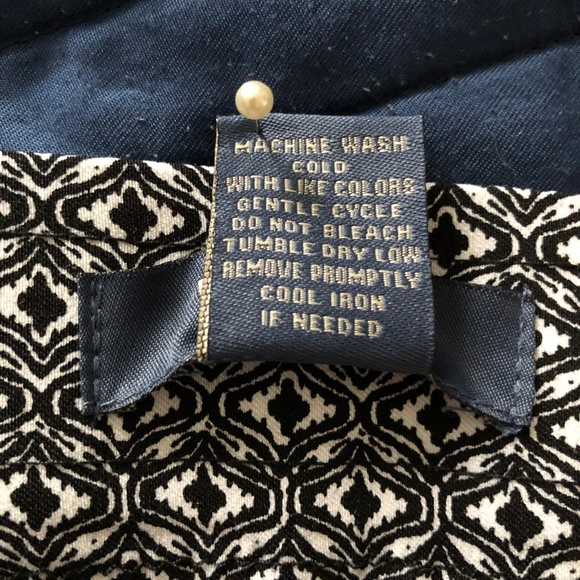 MACHINE WASH
COLD
WITH LIKE COLORS
GENTLE CYCLE
DO NOT BLEACH
TUMBLE DRY LOW
REMOVE PROMPTLY
COOL IRON
IF NEEDED